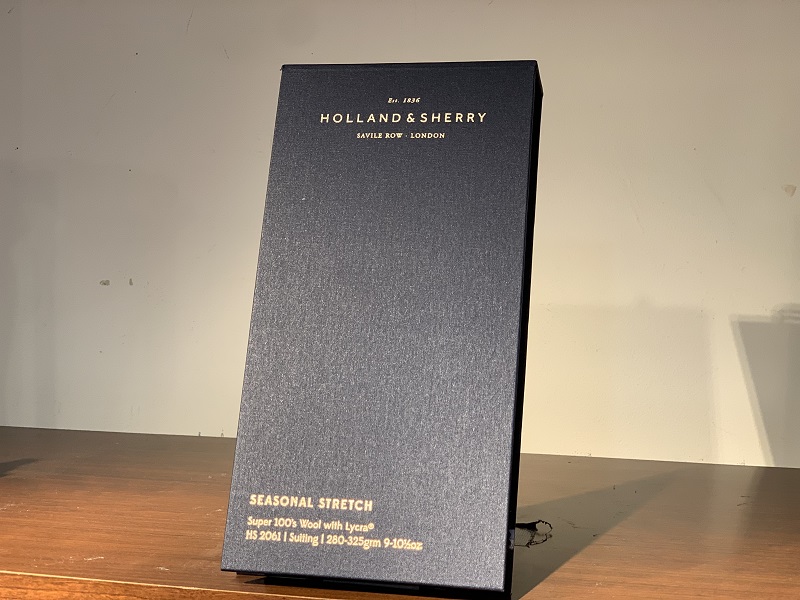 Est. 1836
HOLLAND & SHERRY
SAVILE ROW · LONDON
SEASONAL STRETCH
Super 100's Wool with Lycra®
HS 2061 | Suiting | 280-325grm 9-10½oz